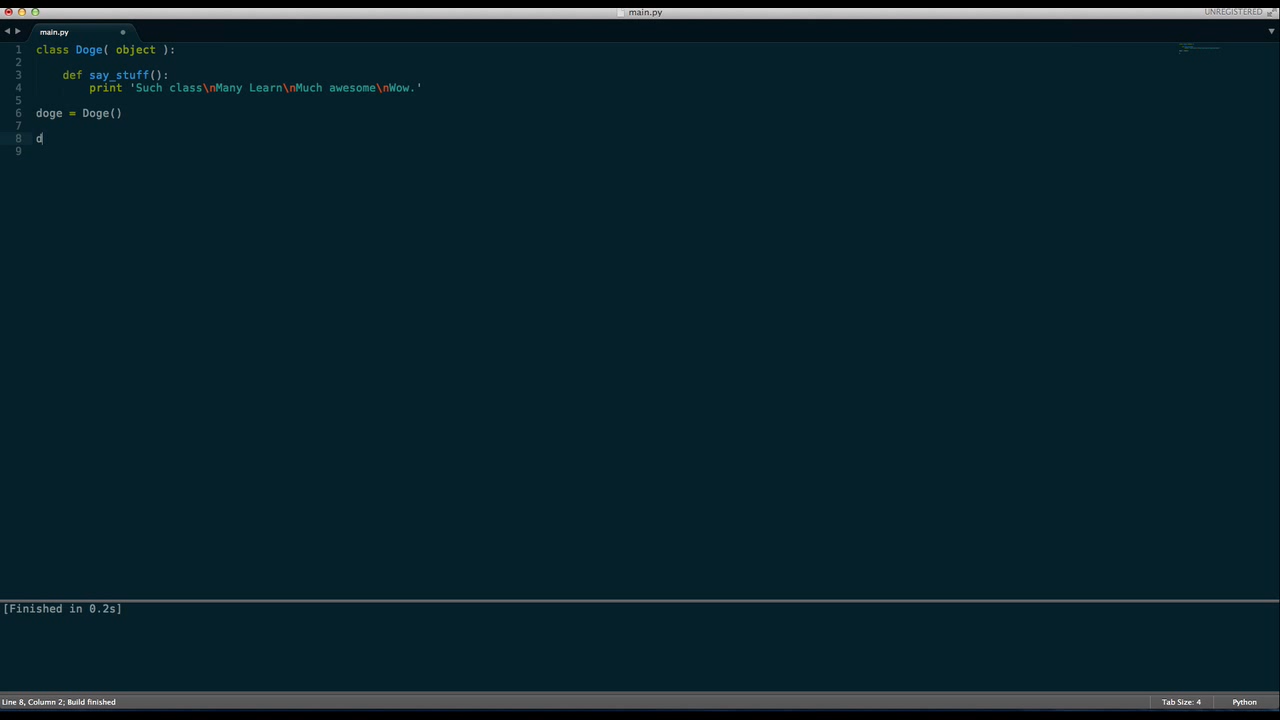 main.py
UNREGISTERED
main.py
1 class Doge( object ):
2
3     def say_stuff():
4         print 'Such class\nMany Learn\nMuch awesome\nWow.'
5
6 doge = Doge()
7
8 d
9
[Finished in 0.2s]
Line 8, Column 2; Build finished
Tab Size: 4
Python